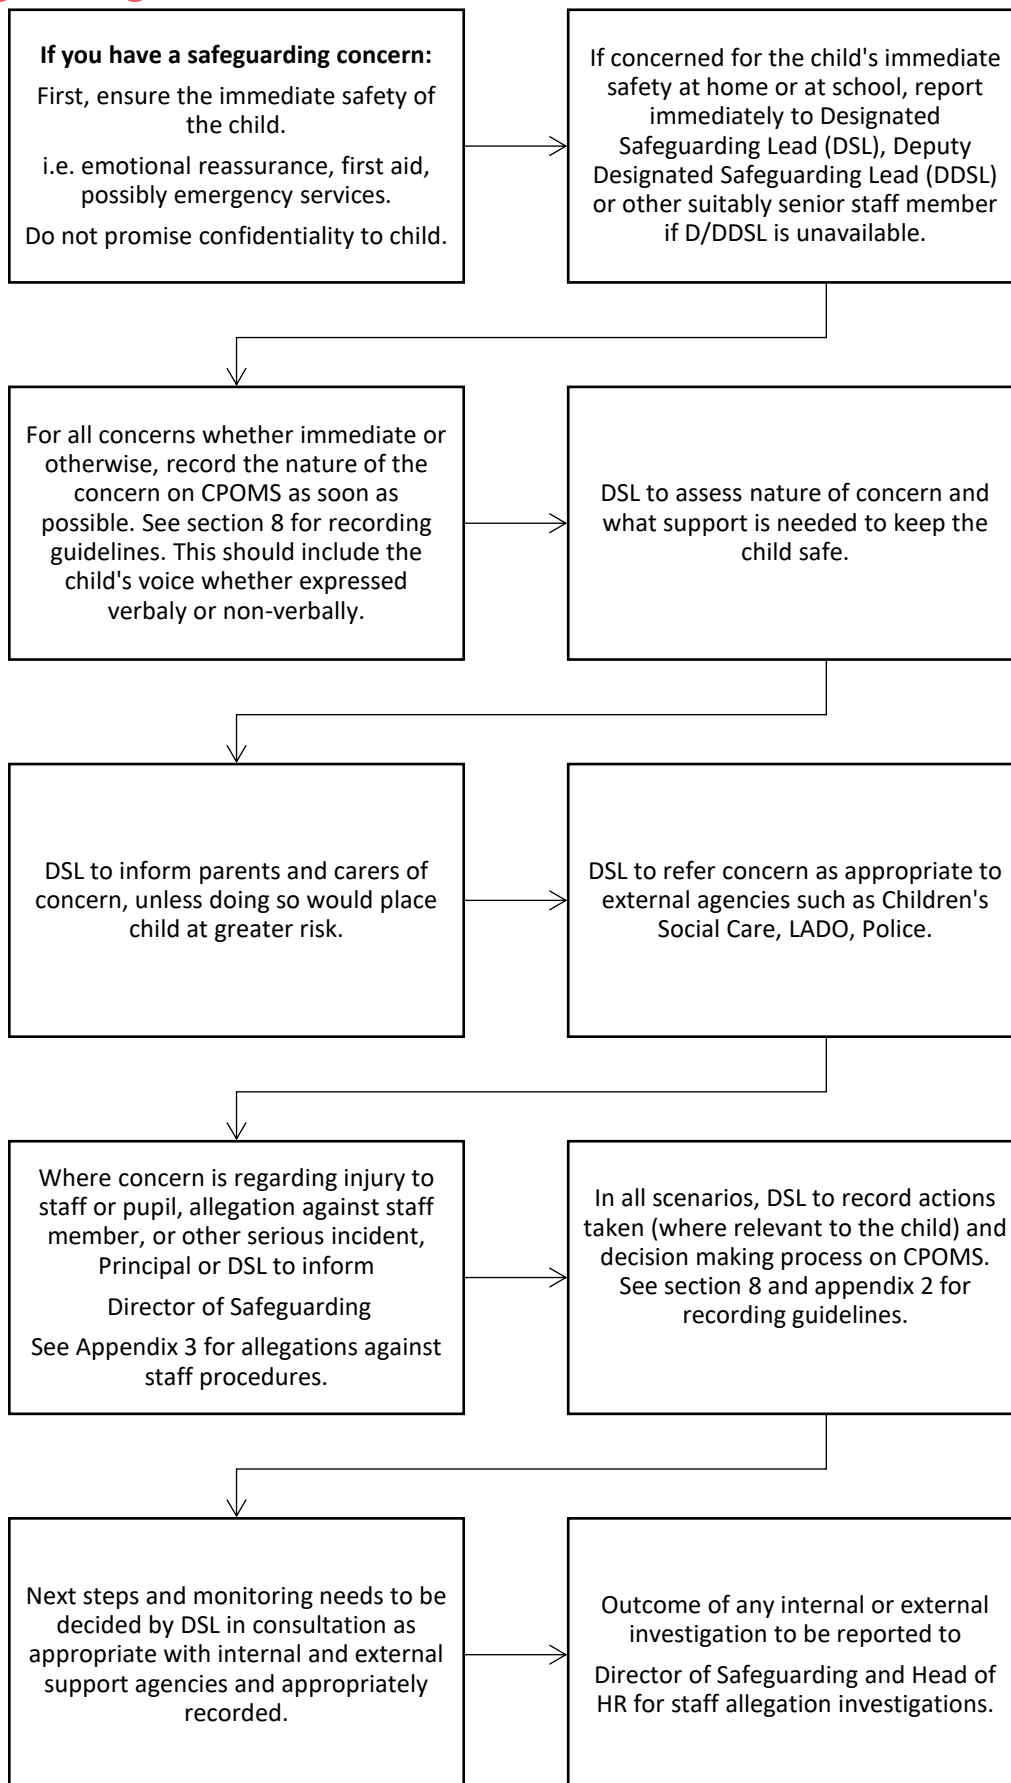 If you have a safeguarding concern:
First, ensure the immediate safety of
the child.
i.e. emotional reassurance, first aid,
possibly emergency services.
Do not promise confidentiality to child.
If concerned for the child's immediate
safety at home or at school, report
immediately to Designated
Safeguarding Lead (DSL), Deputy
Designated Safeguarding Lead (DDSL)
or other suitably senior staff member
if D/DDSL is unavailable.
For all concerns whether immediate or
otherwise, record the nature of the
concern on CPOMS as soon as
possible. See section 8 for recording
guidelines. This should include the
child's voice whether expressed
verbaly or non-verbally.
DSL to assess nature of concern and
what support is needed to keep the
child safe.
DSL to inform parents and carers of
concern, unless doing so would place
child at greater risk.
DSL to refer concern as appropriate to
external agencies such as Children's
Social Care, LADO, Police.
Where concern is regarding injury to
staff or pupil, allegation against staff
member, or other serious incident,
Principal or DSL to inform
Director of Safeguarding
See Appendix 3 for allegations against
staff procedures.
In all scenarios, DSL to record actions
taken (where relevant to the child) and
decision making process on CPOMS.
See section 8 and appendix 2 for
recording guidelines.
Next steps and monitoring needs to be
decided by DSL in consultation as
appropriate with internal and external
support agencies and appropriately
recorded.
Outcome of any internal or external
investigation to be reported to
Director of Safeguarding and Head of
HR for staff allegation investigations.